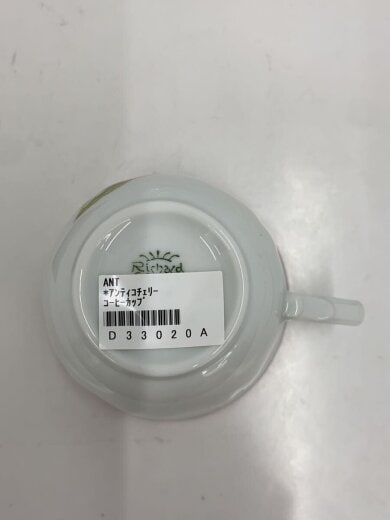 Richard
ANT
*ｱﾝﾃｨｺﾁｪﾘｰ
ｺｰﾋｰｶｯﾌﾟ
D33020A